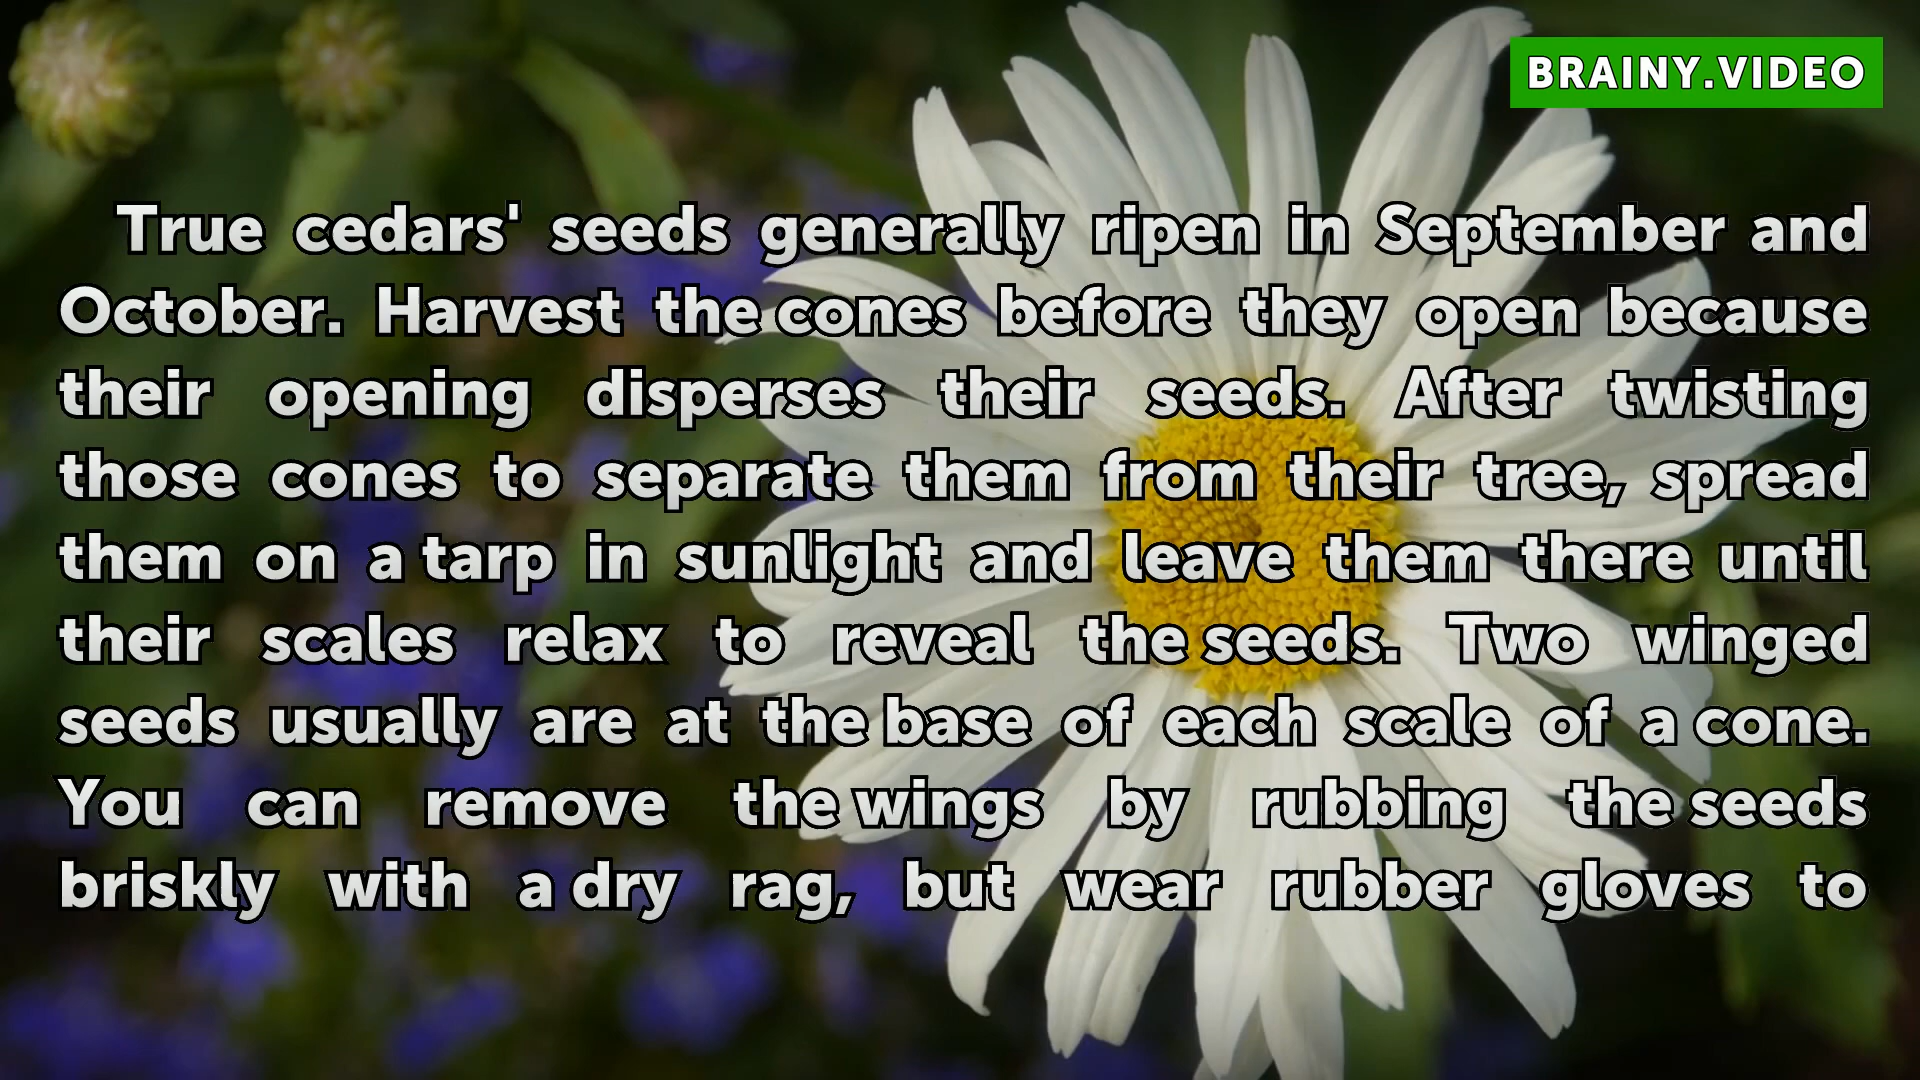 BRAINY.VIDEO
True cedars' seeds generally ripen in September and
October. Harvest the cones before they open because
their opening disperses their seeds. After twisting
those cones to separate them from their tree, spread
them on a tarp in sunlight and leave them there until
their scales relax to reveal the seeds. Two winged
seeds usually are at the base of each scale of a cone.
You can remove the wings by rubbing the seeds
briskly with a dry rag, but wear rubber gloves to